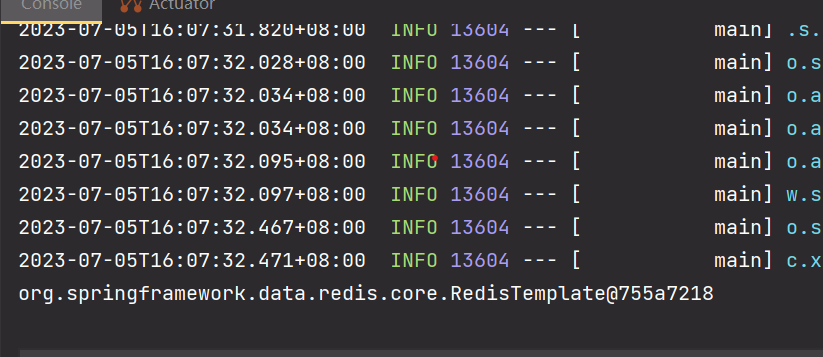 Console Actuator
2023-07-05T16:07:31.820+08:00  INFO 13604 --- [           main] .s.
2023-07-05T16:07:32.028+08:00  INFO 13604 --- [           main] o.s
2023-07-05T16:07:32.034+08:00  INFO 13604 --- [           main] o.a
2023-07-05T16:07:32.034+08:00  INFO 13604 --- [           main] o.a
2023-07-05T16:07:32.095+08:00  INFO 13604 --- [           main] o.a
2023-07-05T16:07:32.097+08:00  INFO 13604 --- [           main] w.s
2023-07-05T16:07:32.467+08:00  INFO 13604 --- [           main] o.s
2023-07-05T16:07:32.471+08:00  INFO 13604 --- [           main] c.x
org.springframework.data.redis.core.RedisTemplate@755a7218